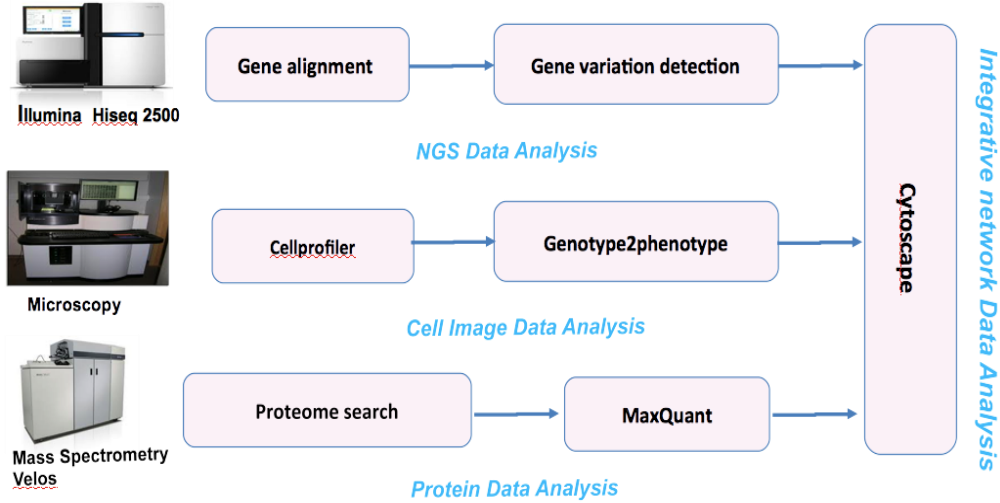 Illumina Hiseq 2500
Gene alignment
Gene variation detection
NGS Data Analysis
Microscopy
Cellprofiler
Genotype2phenotype
Cell Image Data Analysis
Mass Spectrometry
Velos
Proteome search
MaxQuant
Protein Data Analysis
Cytoscape
Integrative network Data Analysis